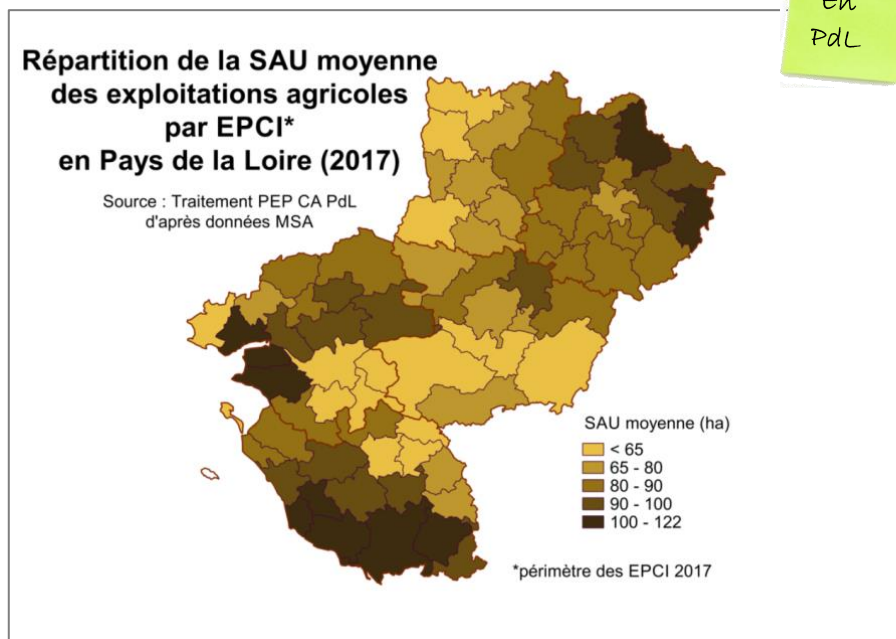 en
PdL
Répartition de la SAU moyenne
des exploitations agricoles
par EPCI*
en Pays de la Loire (2017)
Source : Traitement PEP CA PdL
d'après données MSA
SAU moyenne (ha)
< 65
65 - 80
80 - 90
90 - 100
100 - 122
*périmètre des EPCI 2017